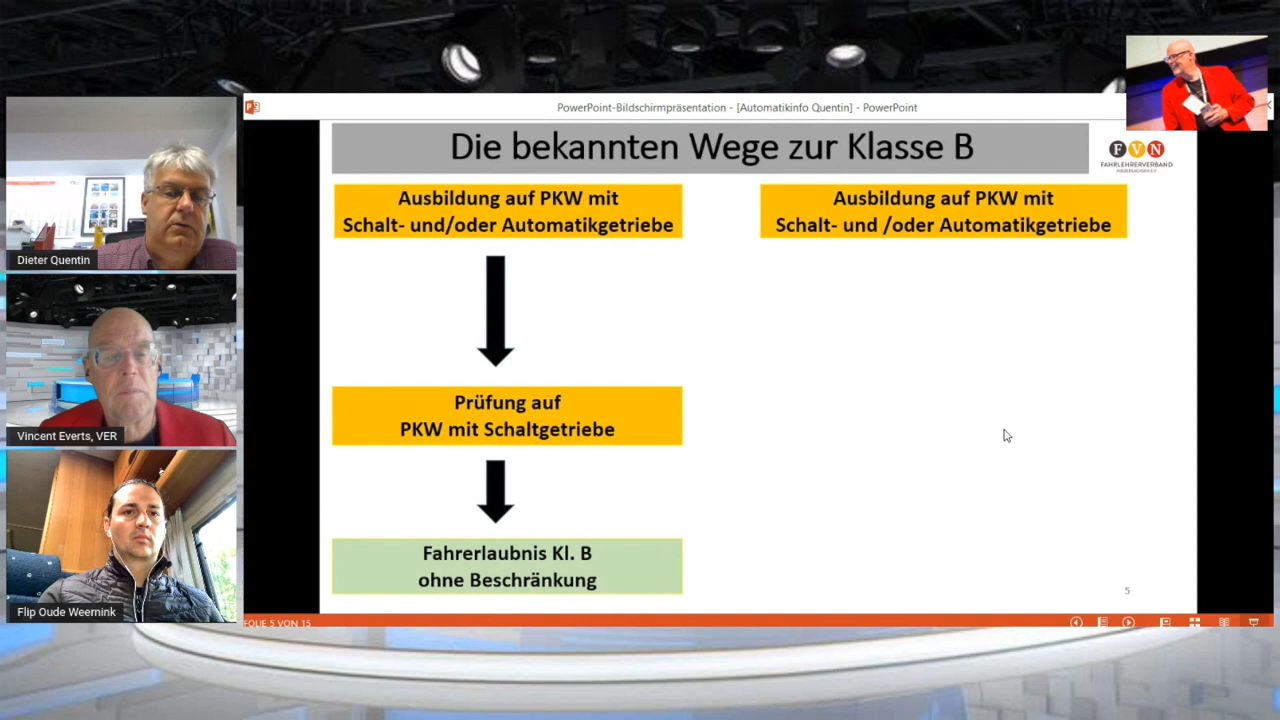 PowerPoint-Bildschirmpräsentation - [Automatikinfo Quentin] - PowerPoint
Die bekannten Wege zur Klasse B
FVN
FAHRLEHRERVERBAND
NIEDERSACHSEN E.V.
Ausbildung auf PKW mit
Schalt- und/oder Automatikgetriebe
Ausbildung auf PKW mit
Schalt- und /oder Automatikgetriebe
Dieter Quentin
Prüfung auf
PKW mit Schaltgetriebe
Vincent Everts, VER
Fahrerlaubnis Kl. B
ohne Beschränkung
5
Flip Oude Weernink
FOLIE 5 VON 15